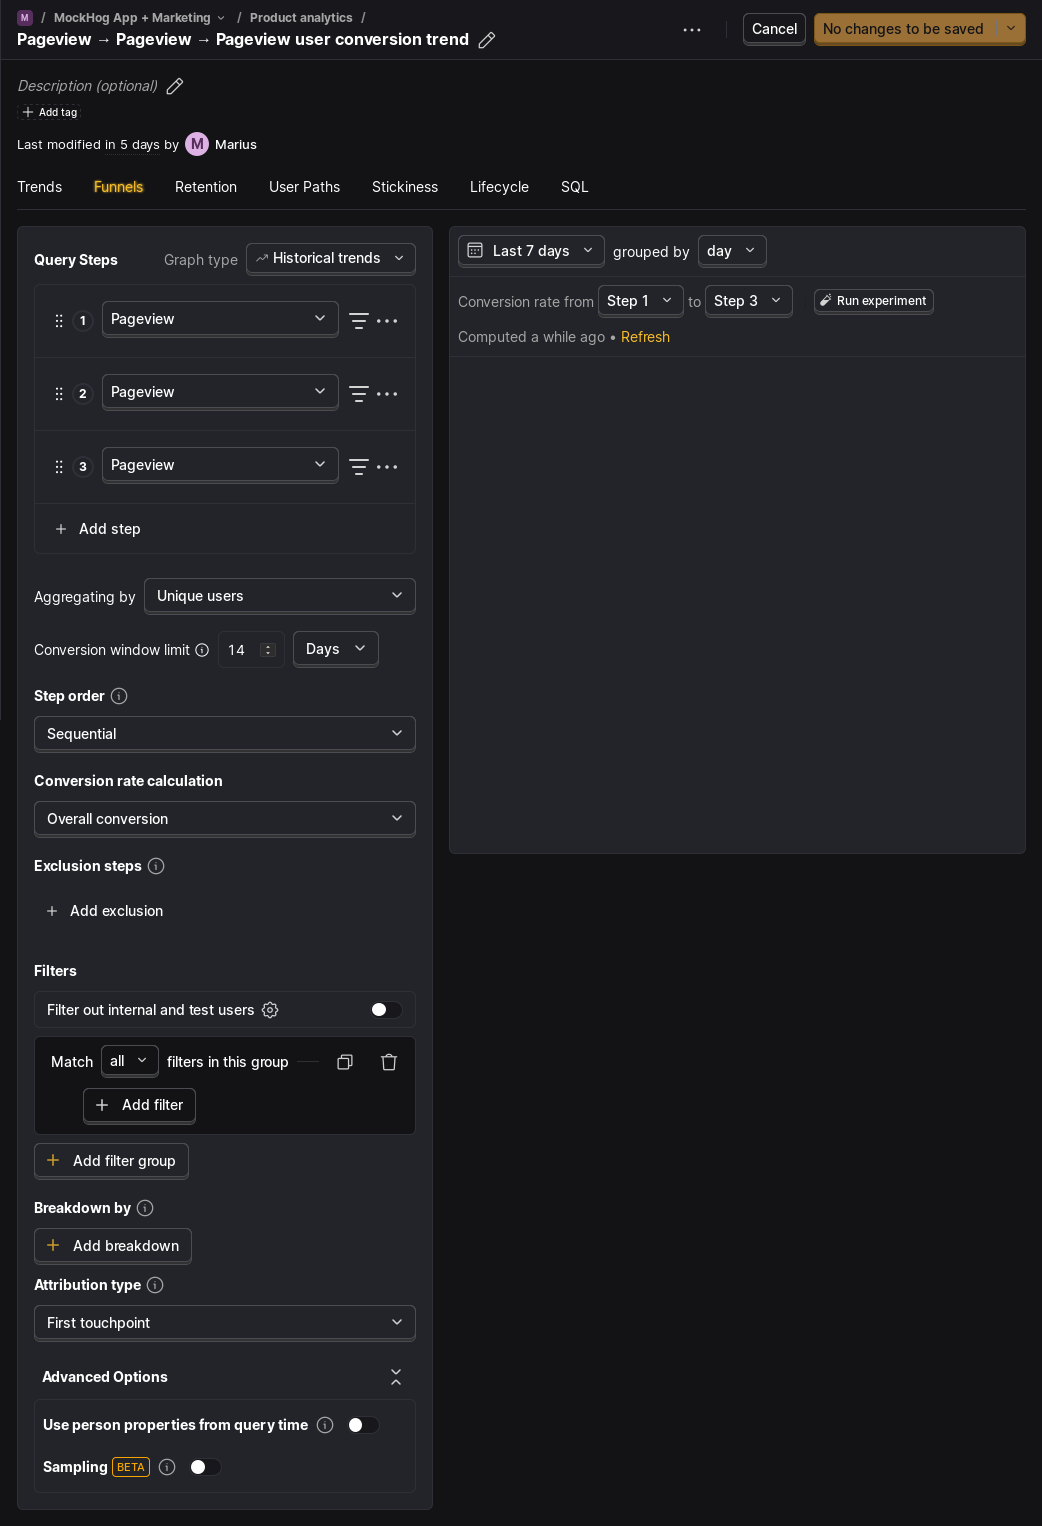 M / MockHog App + Marketing / Product analytics /
Pageview → Pageview → Pageview user conversion trend
Cancel
No changes to be saved
Description (optional)
Add tag
Last modified in 5 days by M Marius
Trends Funnels Retention User Paths Stickiness Lifecycle SQL
Query Steps Graph type Historical trends
1 Pageview
2 Pageview
3 Pageview
Add step
Aggregating by Unique users
Conversion window limit 14 Days
Step order
Sequential
Conversion rate calculation
Overall conversion
Exclusion steps
Add exclusion
Filters
Filter out internal and test users
Match all filters in this group
Add filter
Add filter group
Breakdown by
Add breakdown
Attribution type
First touchpoint
Advanced Options
Use person properties from query time
Sampling BETA
Last 7 days grouped by day
Conversion rate from Step 1 to Step 3 Run experiment
Computed a while ago • Refresh